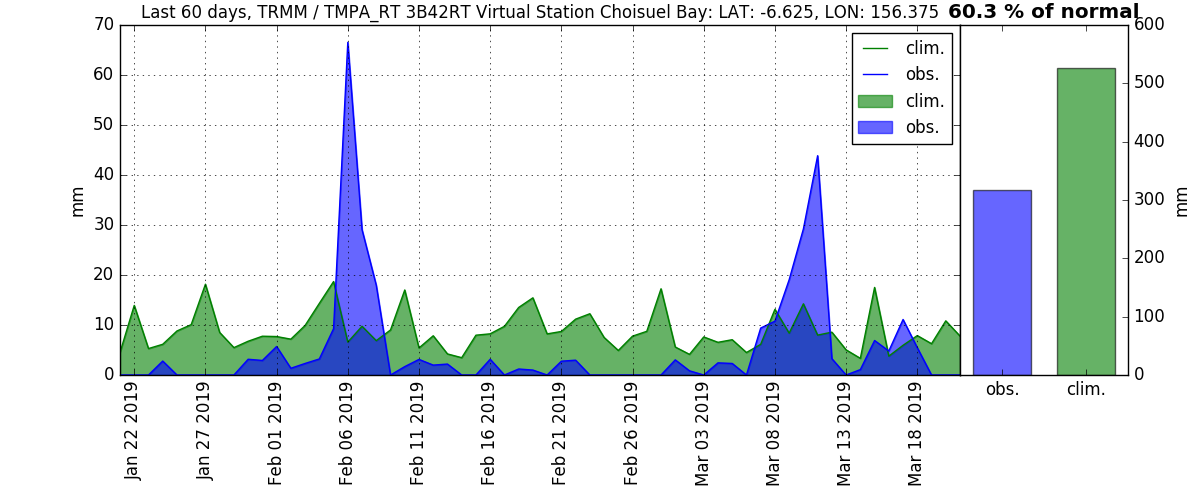 Last 60 days, TRMM / TMPA_RT 3B42RT Virtual Station Choisuel Bay: LAT: -6.625, LON: 156.375 60.3 % of normal
70
60
50
40
30
20
10
0
mm
clim.
obs.
clim.
obs.
Jan 22 2019
Jan 27 2019
Feb 01 2019
Feb 06 2019
Feb 11 2019
Feb 16 2019
Feb 21 2019
Feb 26 2019
Mar 03 2019
Mar 08 2019
Mar 13 2019
Mar 18 2019
600
500
400
300
200
100
0
mm
obs.
clim.